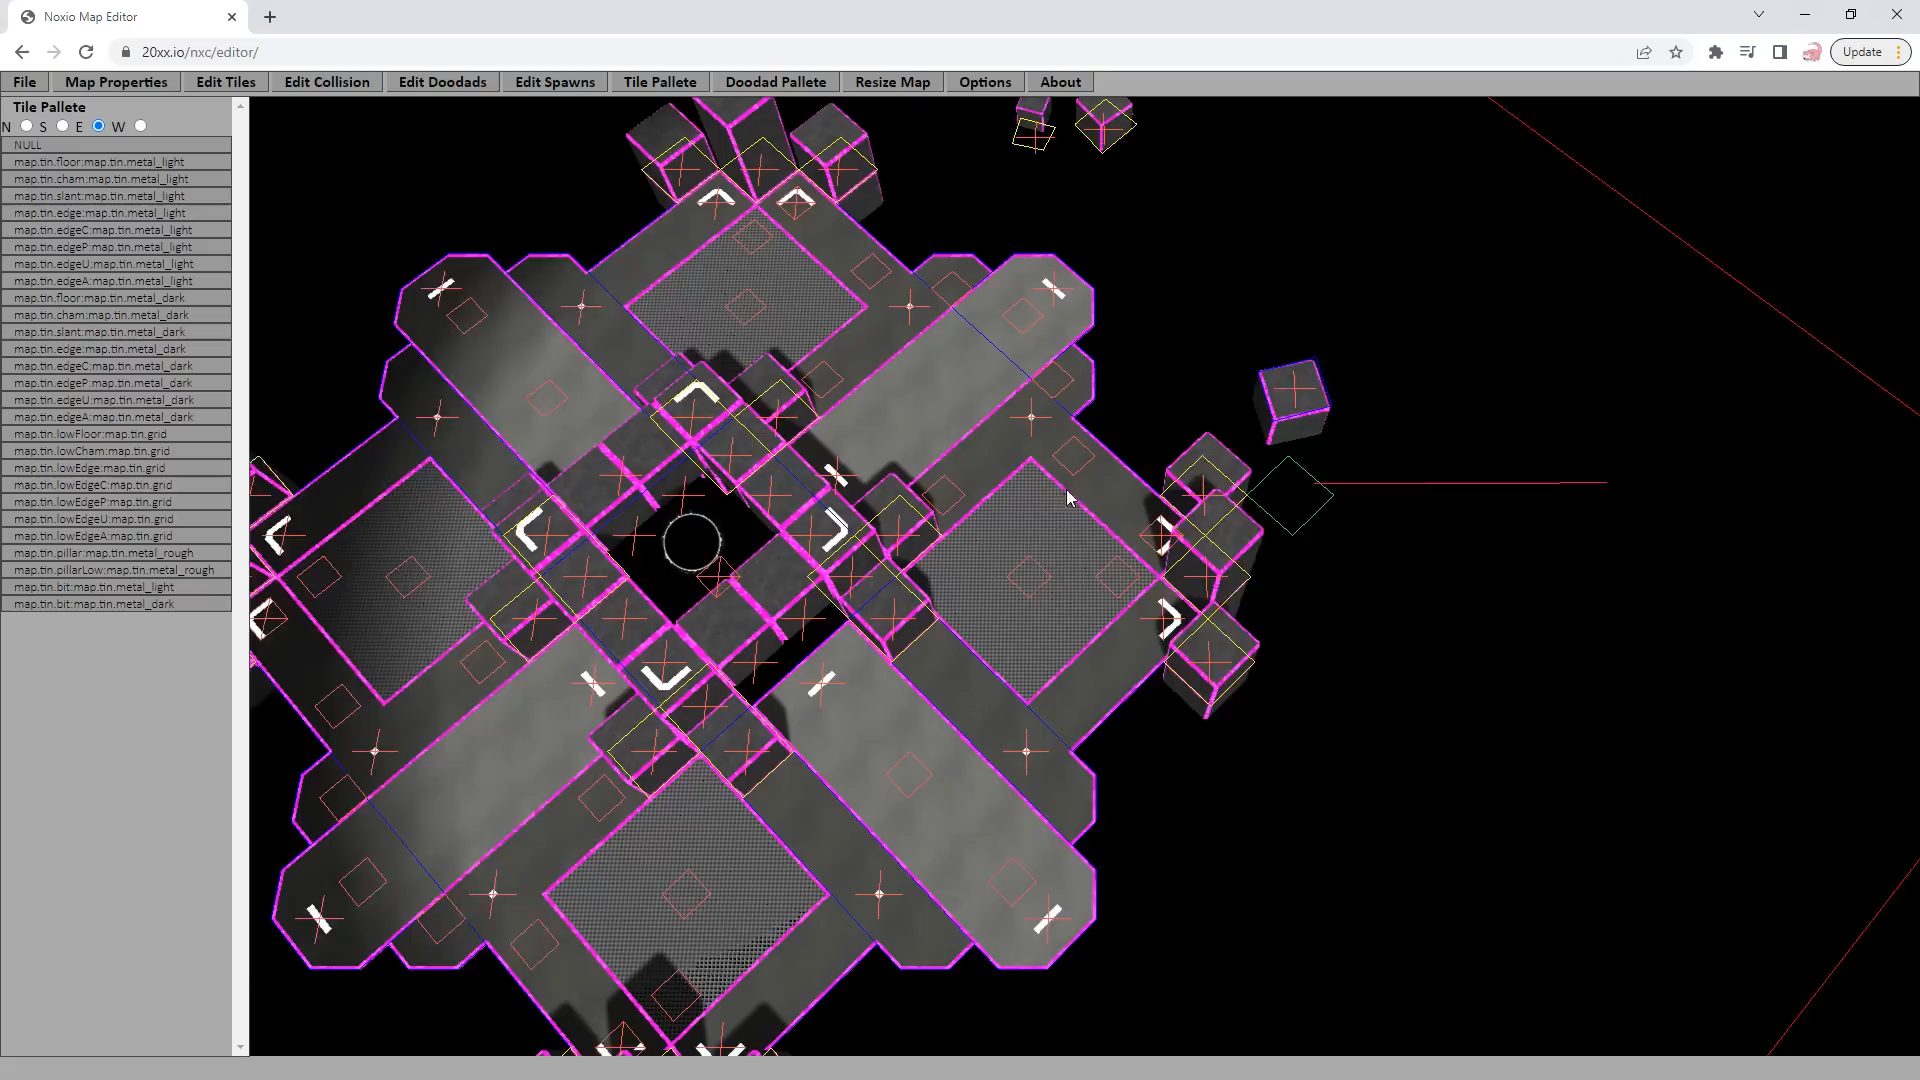 Noxio Map Editor
20xx.io/nxc/editor/
Update
File Map Properties Edit Tiles Edit Collision Edit Doodads Edit Spawns Tile Pallete Doodad Pallete Resize Map Options About
Tile Pallete
N S E W
NULL
map.tin.floor:map.tin.metal_light
map.tin.cham:map.tin.metal_light
map.tin.slant:map.tin.metal_light
map.tin.edge:map.tin.metal_light
map.tin.edgeC:map.tin.metal_light
map.tin.edgeP:map.tin.metal_light
map.tin.edgeU:map.tin.metal_light
map.tin.edgeA:map.tin.metal_light
map.tin.floor:map.tin.metal_dark
map.tin.cham:map.tin.metal_dark
map.tin.slant:map.tin.metal_dark
map.tin.edge:map.tin.metal_dark
map.tin.edgeC:map.tin.metal_dark
map.tin.edgeP:map.tin.metal_dark
map.tin.edgeU:map.tin.metal_dark
map.tin.edgeA:map.tin.metal_dark
map.tin.lowFloor:map.tin.grid
map.tin.lowCham:map.tin.grid
map.tin.lowEdge:map.tin.grid
map.tin.lowEdgeC:map.tin.grid
map.tin.lowEdgeP:map.tin.grid
map.tin.lowEdgeU:map.tin.grid
map.tin.lowEdgeA:map.tin.grid
map.tin.pillar:map.tin.metal_rough
map.tin.pillarLow:map.tin.metal_rough
map.tin.bit:map.tin.metal_light
map.tin.bit:map.tin.metal_dark